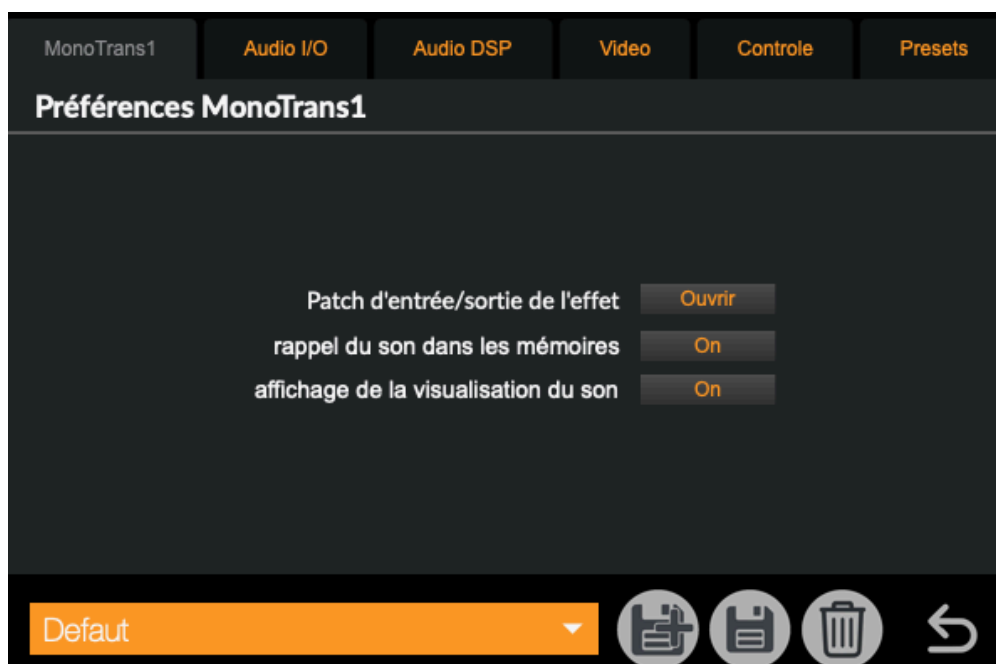 MonoTrans1 Audio I/O Audio DSP Video Controle Presets
Préférences MonoTrans1
Patch d'entrée/sortie de l'effet Ouvrir
rappel du son dans les mémoires On
affichage de la visualisation du son On
Defaut